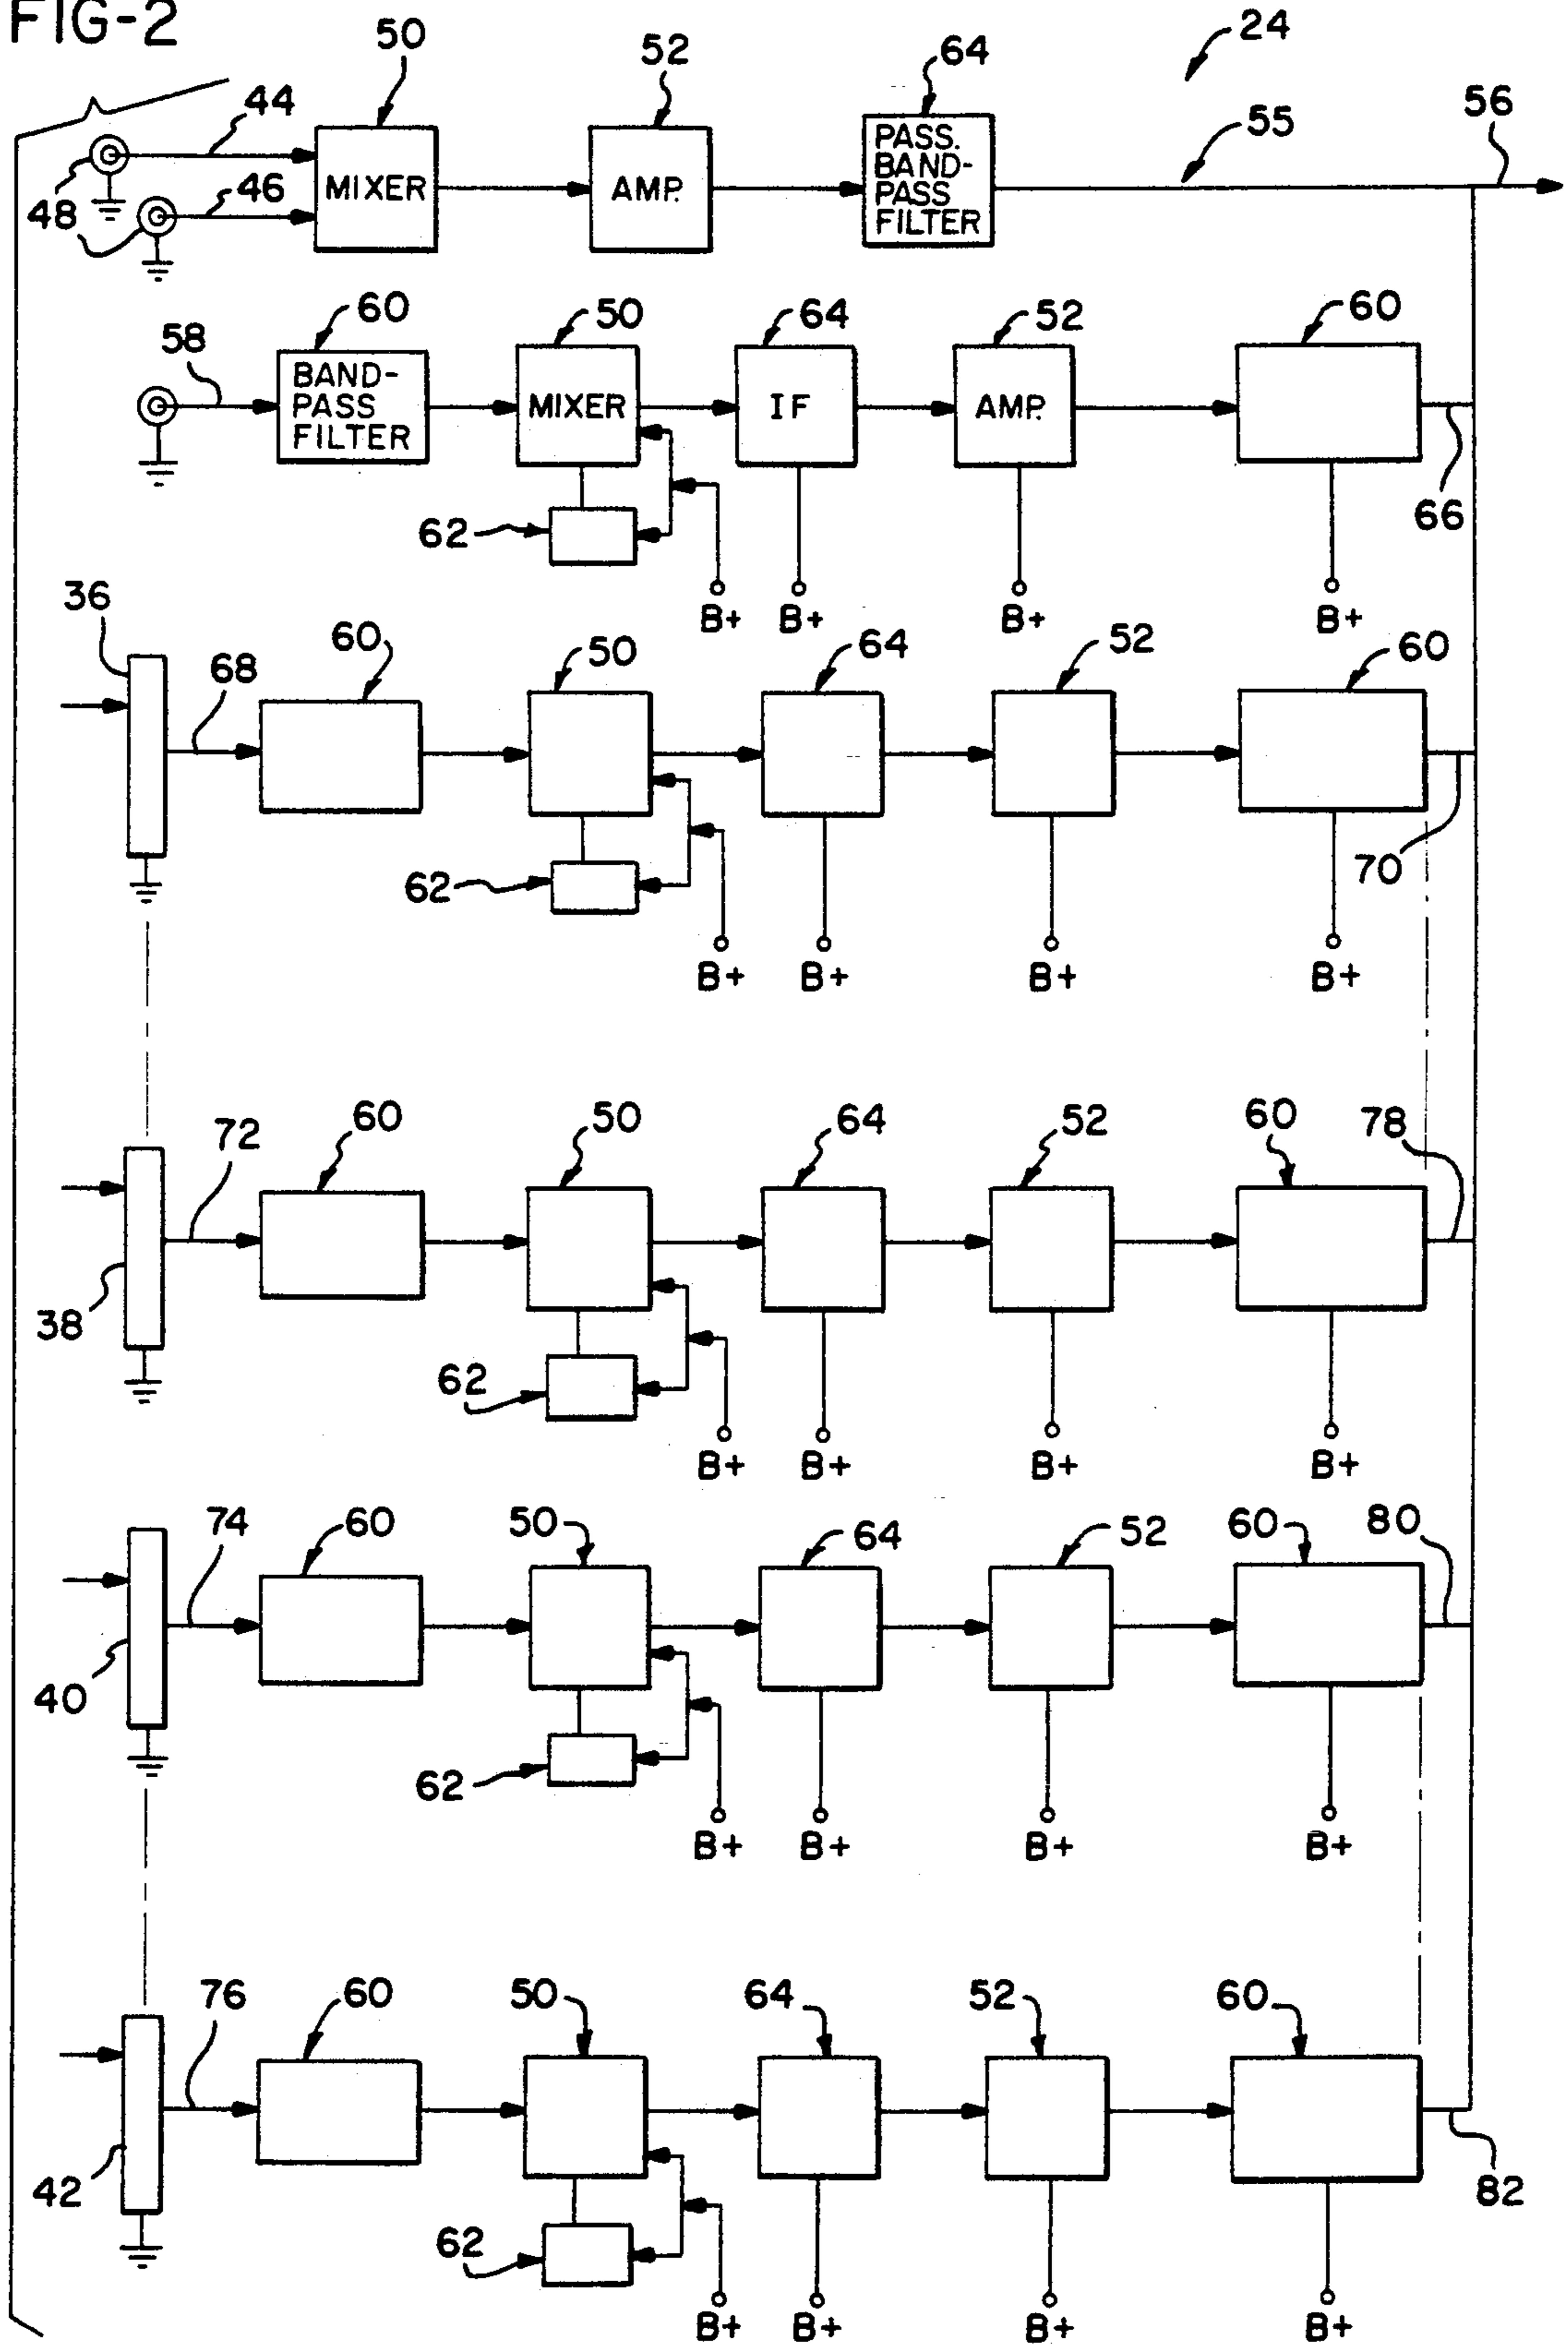 FIG-2
50
52
64
24
44
55
56
MIXER
AMP.
PASS.
BAND-
PASS
FILTER
46
48
60
50
64
52
60
58
BAND-
PASS
FILTER
MIXER
IF
AMP.
66
62
B+ B+ B+ B+
36
68
60
50
64
52
60
70
62
B+ B+ B+ B+
72
60
50
64
52
60
78
38
62
B+ B+ B+ B+
74
60
50
64
52
60
80
40
62
B+ B+ B+ B+
76
60
50
64
52
60
42
82
62
B+ B+ B+ B+